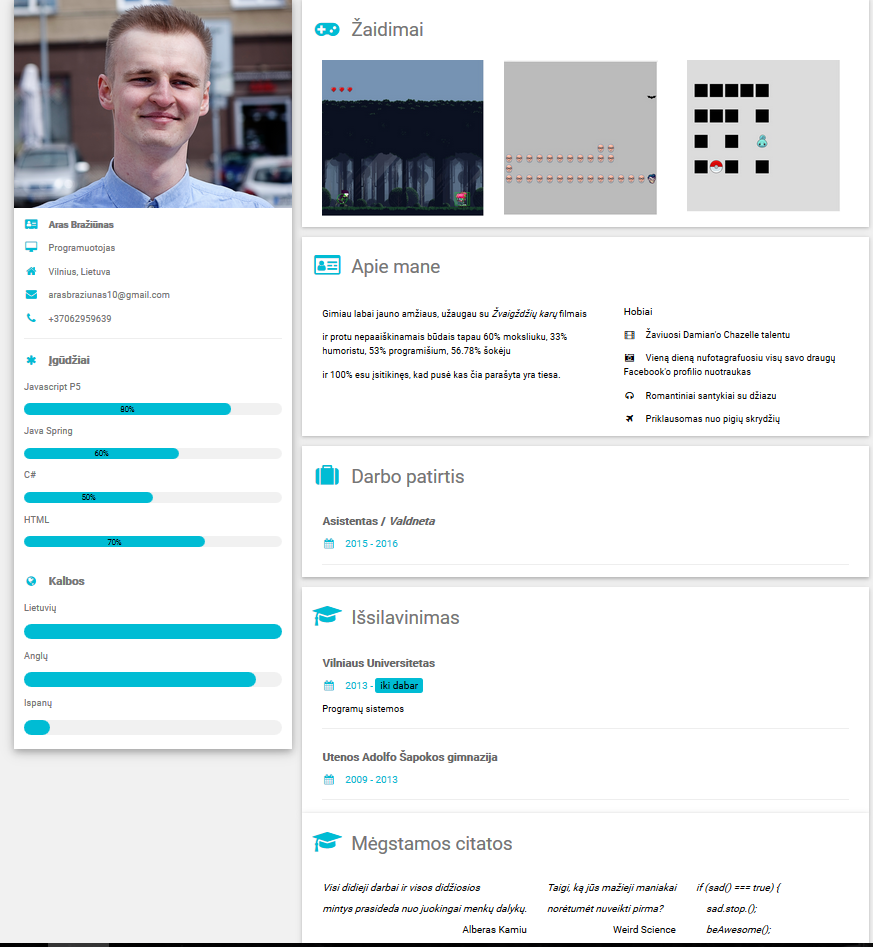 Aras Bražiūnas
Programuotojas
Vilnius, Lietuva
arasbraziunas10@gmail.com
+37062959639
Įgūdžiai
Javascript P5
80%
Java Spring
60%
C#
50%
HTML
70%
Kalbos
Lietuvių
Anglų
Ispanų
Žaidimai
Apie mane
Gimiau labai jauno amžiaus, užaugau su Žvaigždžių karų filmais
ir protu nepaaiškinamais būdais tapau 60% moksliuku, 33%
humoristu, 53% programišium, 56.78% šokėju
ir 100% esu įsitikinęs, kad pusė kas čia parašyta yra tiesa.
Hobiai
Žaviuosi Damian'o Chazelle talentu
Vieną dieną nufotagrafuosiu visų savo draugų
Facebook'o profilio nuotraukas
Romantiniai santykiai su džiazu
Priklausomas nuo pigių skrydžių
Darbo patirtis
Asistentas / Valdneta
2015 - 2016
Išsilavinimas
Vilniaus Universitetas
2013 - iki dabar
Programų sistemos
Utenos Adolfo Šapokos gimnazija
2009 - 2013
Mėgstamos citatos
Visi didieji darbai ir visos didžiosios
mintys prasideda nuo juokingai menkų dalykų.
Alberas Kamiu
Taigi, ką jūs mažieji maniakai
norėtumėt nuveikti pirma?
Weird Science
if (sad() === true) {
sad.stop.();
beAwesome();